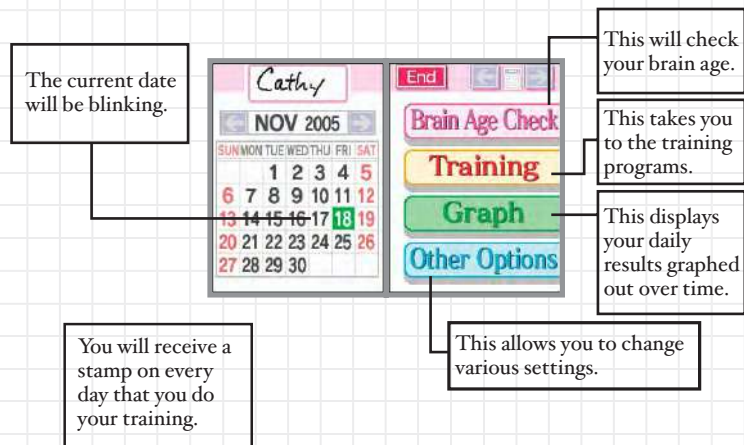 The current date
will be blinking.
Cathy
NOV 2005
SUN MON TUE WED THU FRI SAT
1 2 3 4 5
6 7 8 9 10 11 12
13 14 15 16 17 18 19
20 21 22 23 24 25 26
27 28 29 30
End
Brain Age Check
Training
Graph
Other Options
This will check
your brain age.
This takes you
to the training
programs.
This displays
your daily
results graphed
out over time.
This allows you to change
various settings.
You will receive a
stamp on every
day that you do
your training.